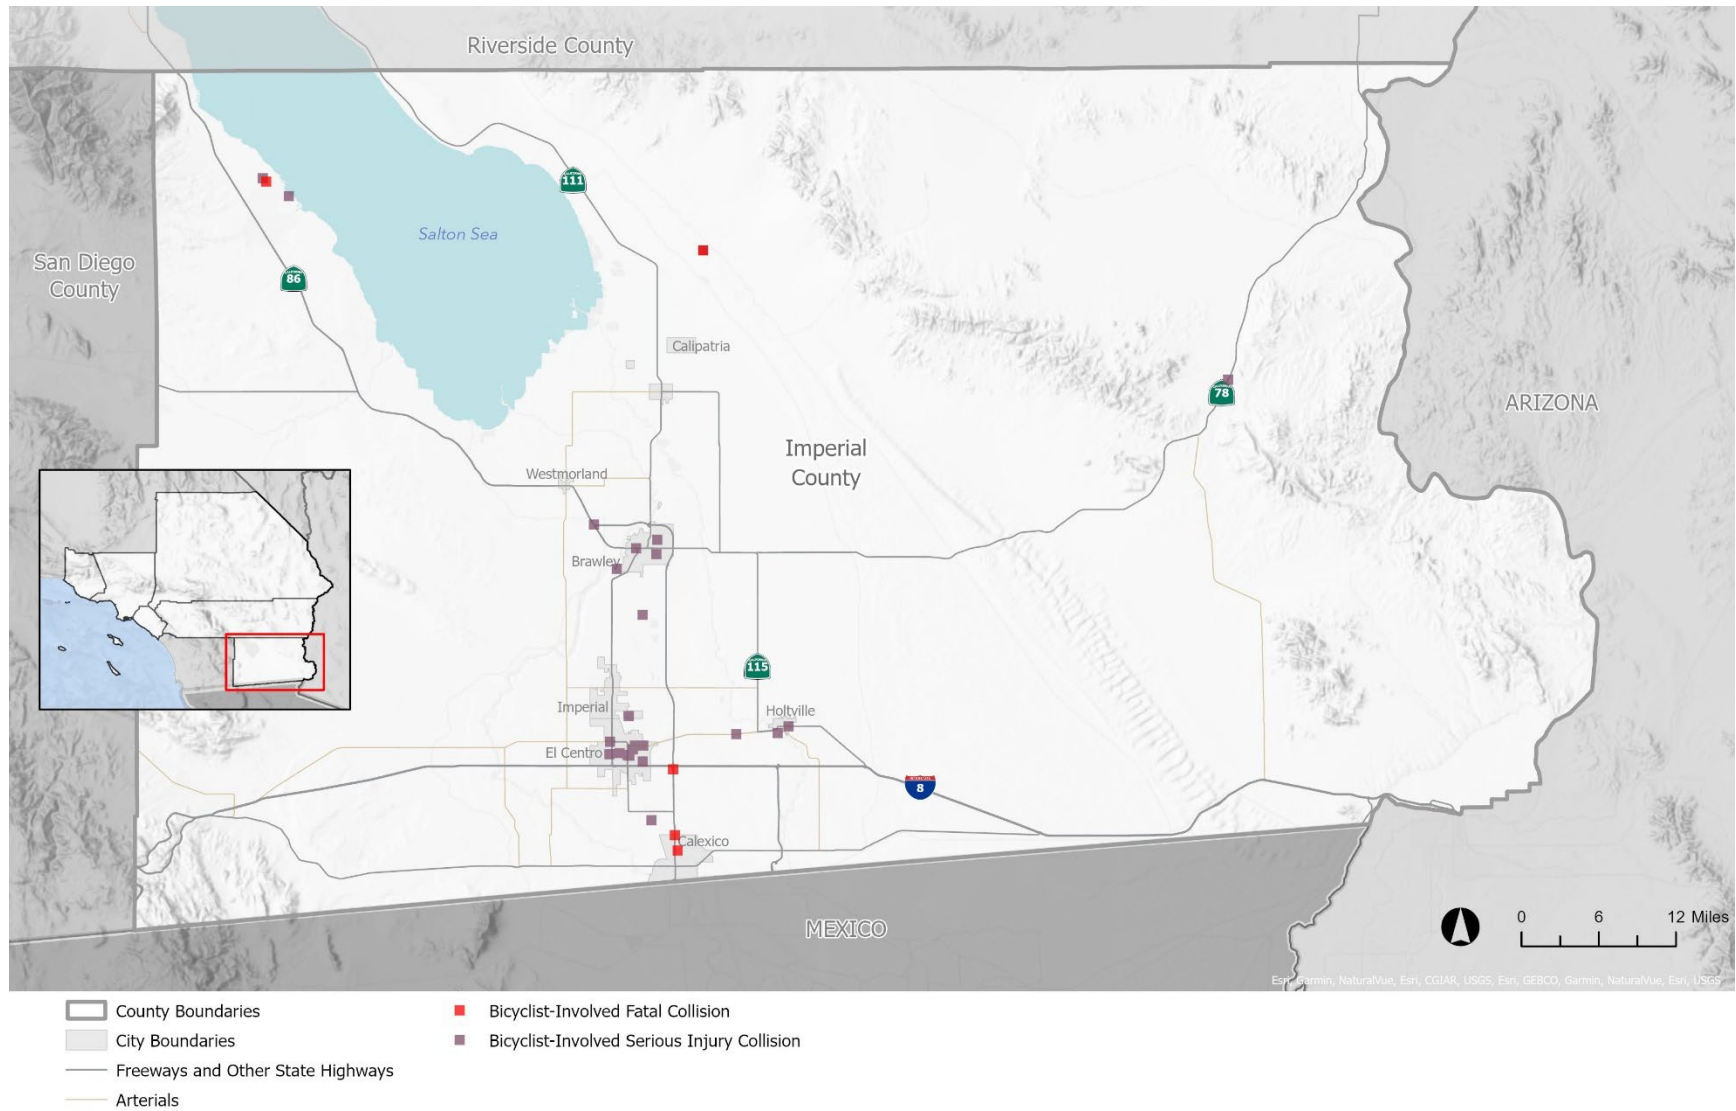 Riverside County
CALIFORNIA
111
Salton Sea
San Diego
County
86
Calipatria
78
ARIZONA
Imperial
County
Westmorland
Brawley
115
Imperial
Holtville
El Centro
INTERSTATE
8
Calexico
MEXICO
0 6 12 Miles
Esri, Garmin, NaturalVue, Esri, CGIAR, USGS, Esri, GEBCO, Garmin, NaturalVue, Esri, USGS
County Boundaries
City Boundaries
Freeways and Other State Highways
Arterials
Bicyclist-Involved Fatal Collision
Bicyclist-Involved Serious Injury Collision